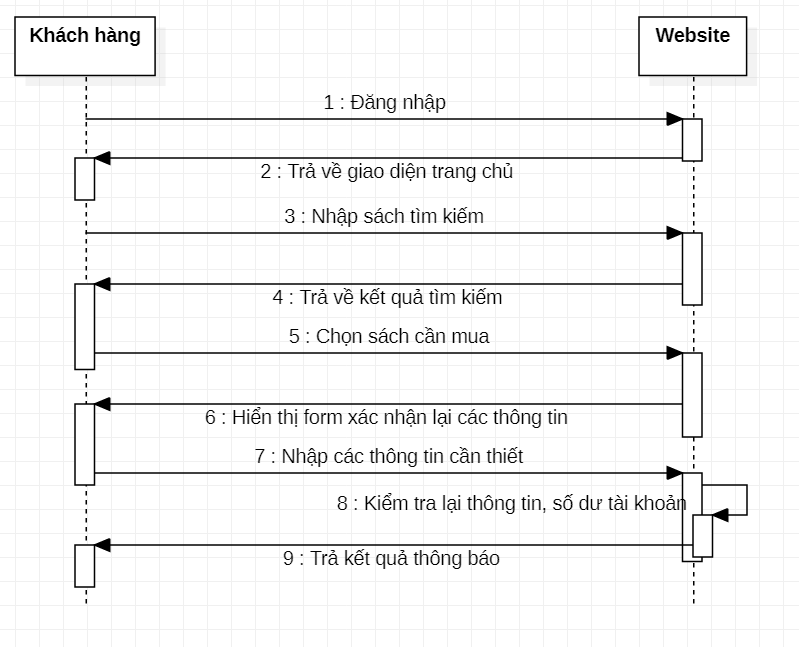 Khách hàng
Website
1 : Đăng nhập
2 : Trả về giao diện trang chủ
3 : Nhập sách tìm kiếm
4 : Trả về kết quả tìm kiếm
5 : Chọn sách cần mua
6 : Hiển thị form xác nhận lại các thông tin
7 : Nhập các thông tin cần thiết
8 : Kiểm tra lại thông tin, số dư tài khoản
9 : Trả kết quả thông báo